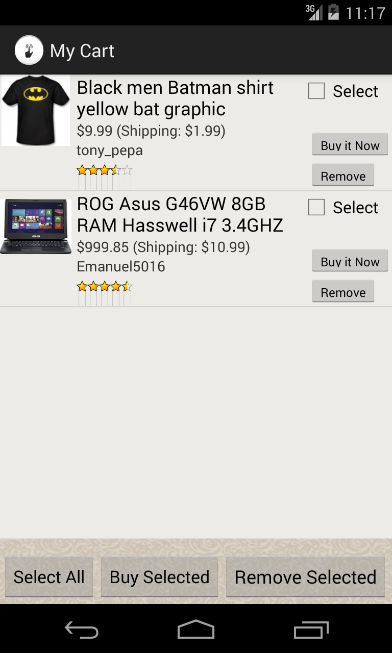 3G 11:17
My Cart
Black men Batman shirt
yellow bat graphic
$9.99 (Shipping: $1.99)
tony_pepa
Select
Buy it Now
Remove
ROG Asus G46VW 8GB
RAM Hasswell i7 3.4GHZ
$999.85 (Shipping: $10.99)
Emanuel5016
Select
Buy it Now
Remove
Select All
Buy Selected
Remove Selected